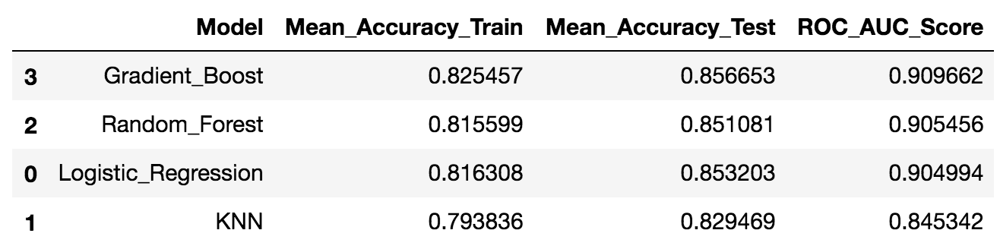 Model Mean_Accuracy_Train Mean_Accuracy_Test ROC_AUC_Score
3 Gradient_Boost 0.825457 0.856653 0.909662
2 Random_Forest 0.815599 0.851081 0.905456
0 Logistic_Regression 0.816308 0.853203 0.904994
1 KNN 0.793836 0.829469 0.845342